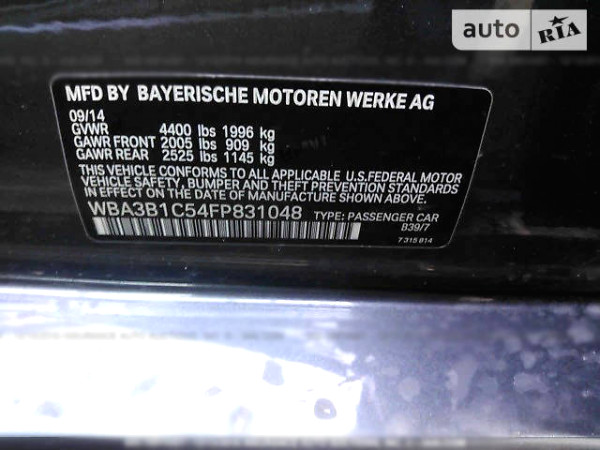 auto RIA
MFD BY BAYERISCHE MOTOREN WERKE AG
09/14
GVWR 4400 lbs 1996 kg
GAWR FRONT 2005 lbs 909 kg
GAWR REAR 2525 lbs 1145 kg
THIS VEHICLE CONFORMS TO ALL APPLICABLE U.S. FEDERAL MOTOR
VEHICLE SAFETY, BUMPER AND THEFT PREVENTION STANDARDS
IN EFFECT ON THE DATE OF MANUFACTURE SHOWN ABOVE.
WBA3B1C54FP831048 TYPE: PASSENGER CAR
B39/7
7 315 814